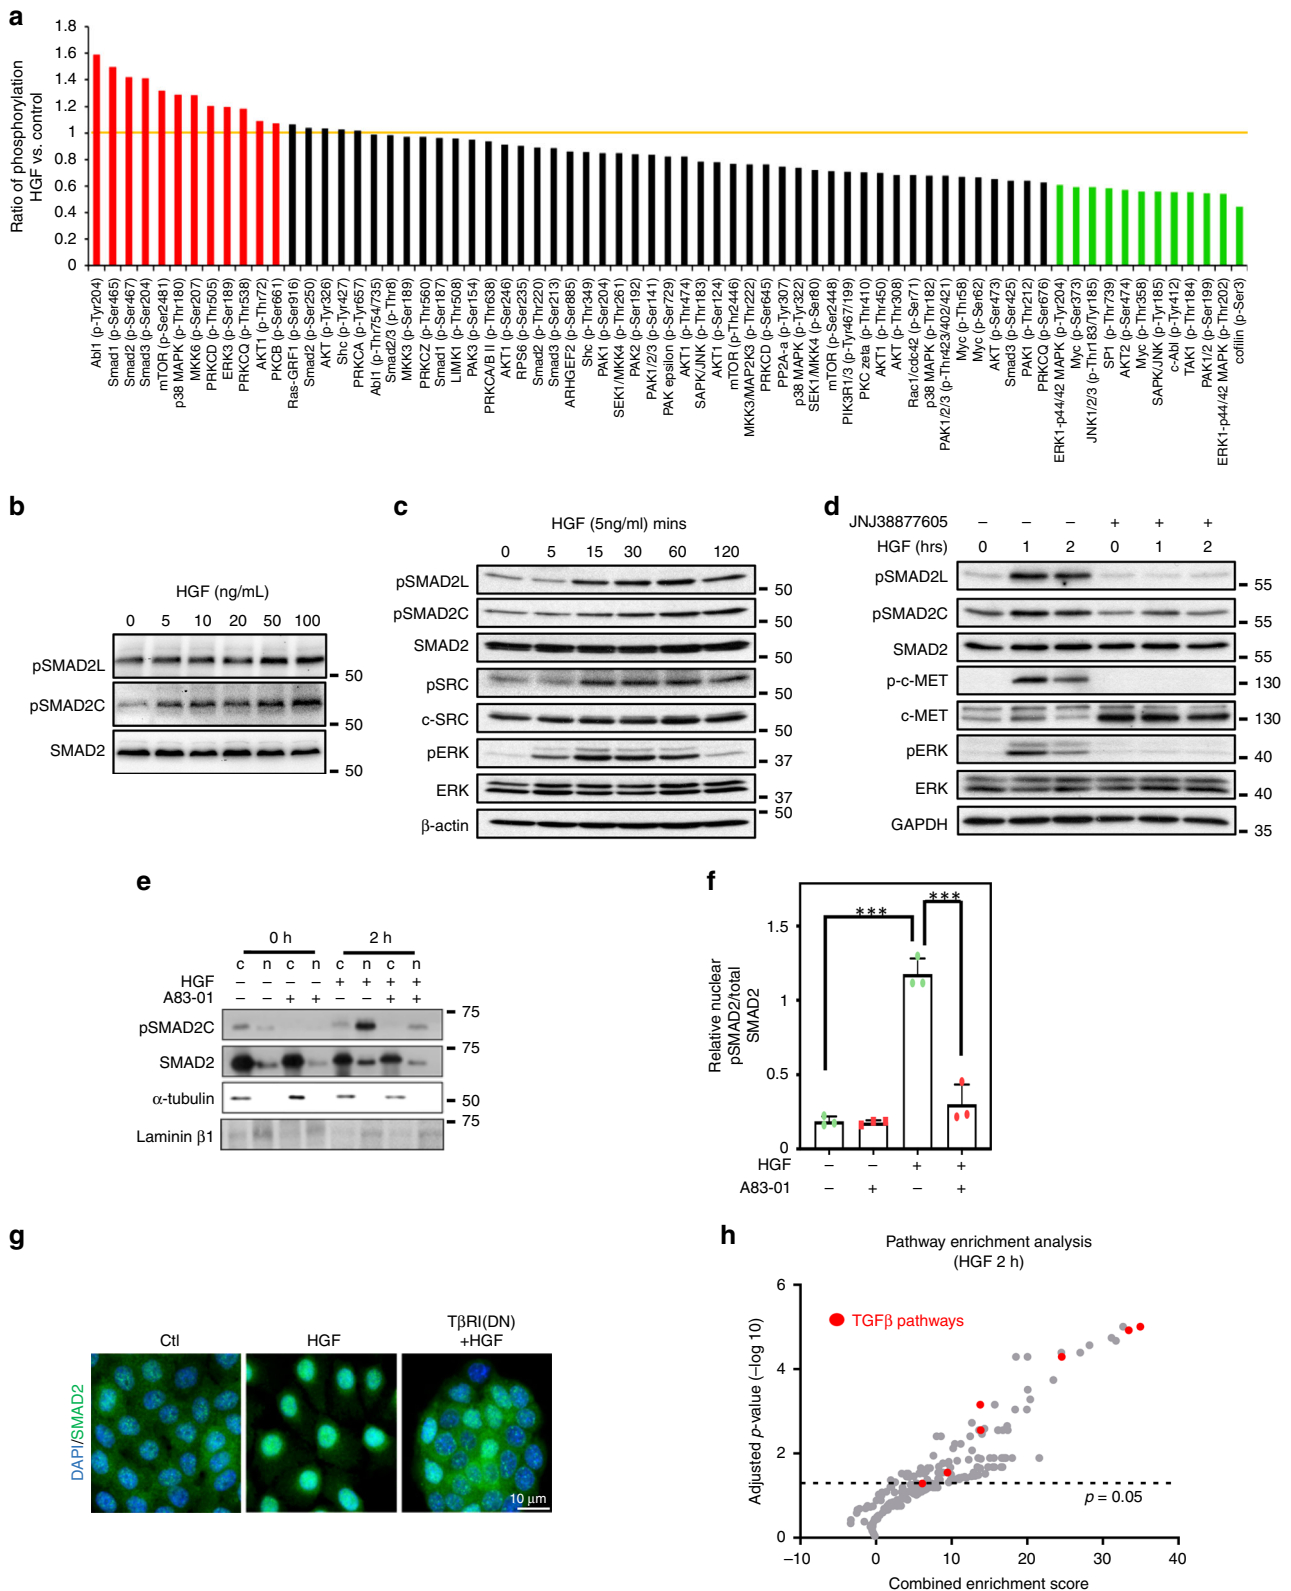 a
Ratio of phosphorylation
HGF vs. control
1.8
1.6
1.4
1.2
1
0.8
0.6
0.4
0.2
0
Abl1 (p-Tyr204)
Smad1 (p-Ser465)
Smad2 (p-Ser467)
Smad3 (p-Ser204)
mTOR (p-Ser2481)
p38 MAPK (p-Thr180)
MKK6 (p-Ser207)
PRKCD (p-Thr505)
ERK3 (p-Ser189)
PRKCQ (p-Thr538)
AKT1 (p-Thr72)
PKCB (p-Ser661)
Ras-GRF1 (p-Ser916)
Smad2 (p-Ser250)
AKT (p-Tyr326)
Shc (p-Tyr427)
PRKCA (p-Tyr657)
Abl1 (p-Thr754/735)
Smad2/3 (p-Thr8)
MKK3 (p-Ser189)
PRKCZ (p-Thr560)
Smad1 (p-Ser187)
LIMK1 (p-Thr508)
PAK3 (p-Ser154)
PRKCA/B II (p-Thr638)
AKT1 (p-Ser246)
RPS6 (p-Ser235)
Smad2 (p-Thr220)
Smad3 (p-Ser213)
ARHGEF2 (p-Ser885)
Shc (p-Thr349)
PAK1 (p-Ser204)
SEK1/MKK4 (p-Thr261)
PAK2 (p-Ser192)
PAK1/2/3 (p-Ser141)
PAK epsilon (p-Ser729)
AKT1 (p-Thr474)
SAPK/JNK (p-Thr183)
AKT1 (p-Ser124)
mTOR (p-Thr2446)
MKK3/MAP2K3 (p-Thr222)
PRKCD (p-Ser645)
PP2A-a (p-Tyr307)
p38 MAPK (p-Tyr322)
SEK1/MKK4 (p-Ser80)
mTOR (p-Ser2448)
PIK3R1/3 (p-Tyr467/199)
PKC zeta (p-Thr410)
AKT1 (p-Thr450)
AKT (p-Thr308)
Rac1/cdc42 (p-Ser71)
p38 MAPK (p-Thr182)
PAK1/2/3 (p-Thr423/402/421)
Myc (p-Thr58)
Myc (p-Ser62)
AKT (p-Ser473)
Smad3 (p-Ser425)
PAK1 (p-Thr212)
PRKCQ (p-Ser676)
ERK1-p44/42 MAPK (p-Tyr204)
Myc (p-Ser373)
JNK1/2/3 (p-Thr183/Tyr185)
SP1 (p-Thr739)
AKT2 (p-Ser474)
Myc (p-Thr358)
SAPK/JNK (p-Tyr185)
c-Abl (p-Tyr412)
TAK1 (p-Thr184)
PAK1/2 (p-Ser199)
ERK1-p44/42 MAPK (p-Thr202)
cofilin (p-Ser3)
b
HGF (ng/mL)
0 5 10 20 50 100
pSMAD2L
50
pSMAD2C
50
SMAD2
50
c
HGF (5ng/ml) mins
0 5 15 30 60 120
pSMAD2L
50
pSMAD2C
50
SMAD2
50
pSRC
50
c-SRC
50
pERK
37
ERK
37
50
β-actin
d
JNJ38877605 – – – + + +
HGF (hrs) 0 1 2 0 1 2
pSMAD2L
55
pSMAD2C
55
SMAD2
55
p-c-MET
130
c-MET
130
pERK
40
ERK
40
GAPDH
35
e
0 h 2 h
c n c n c n c n
HGF – – – – + + + +
A83-01 – – + + – – + +
75
pSMAD2C
75
SMAD2
α-tubulin
50
75
Laminin β1
f
Relative nuclear
pSMAD2/total
SMAD2
1.5
1
0.5
0
***
***
HGF – – + +
A83-01 – + – +
g
Ctl
HGF
TβRI(DN)
+HGF
DAPI/SMAD2
10 μm
h
Pathway enrichment analysis
(HGF 2 h)
Adjusted p-value (–log 10)
6
4
2
0
TGFβ pathways
p = 0.05
–10 0 10 20 30 40
Combined enrichment score